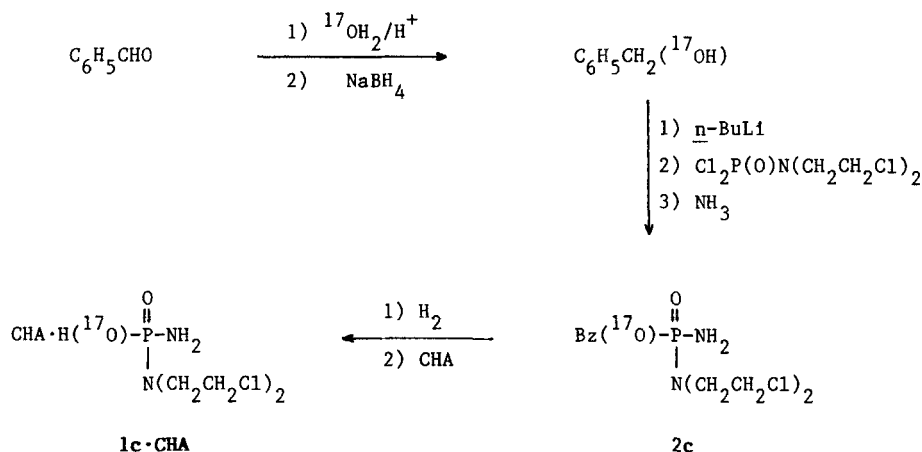 1) ¹⁷OH₂/H⁺
C₆H₅CHO
2) NaBH₄
C₆H₅CH₂(¹⁷OH)
1) n-BuLi
2) Cl₂P(O)N(CH₂CH₂Cl)₂
3) NH₃
O
CHA·H(¹⁷O)-P-NH₂
N(CH₂CH₂Cl)₂
1c·CHA
1) H₂
2) CHA
O
Bz(¹⁷O)-P-NH₂
N(CH₂CH₂Cl)₂
2c